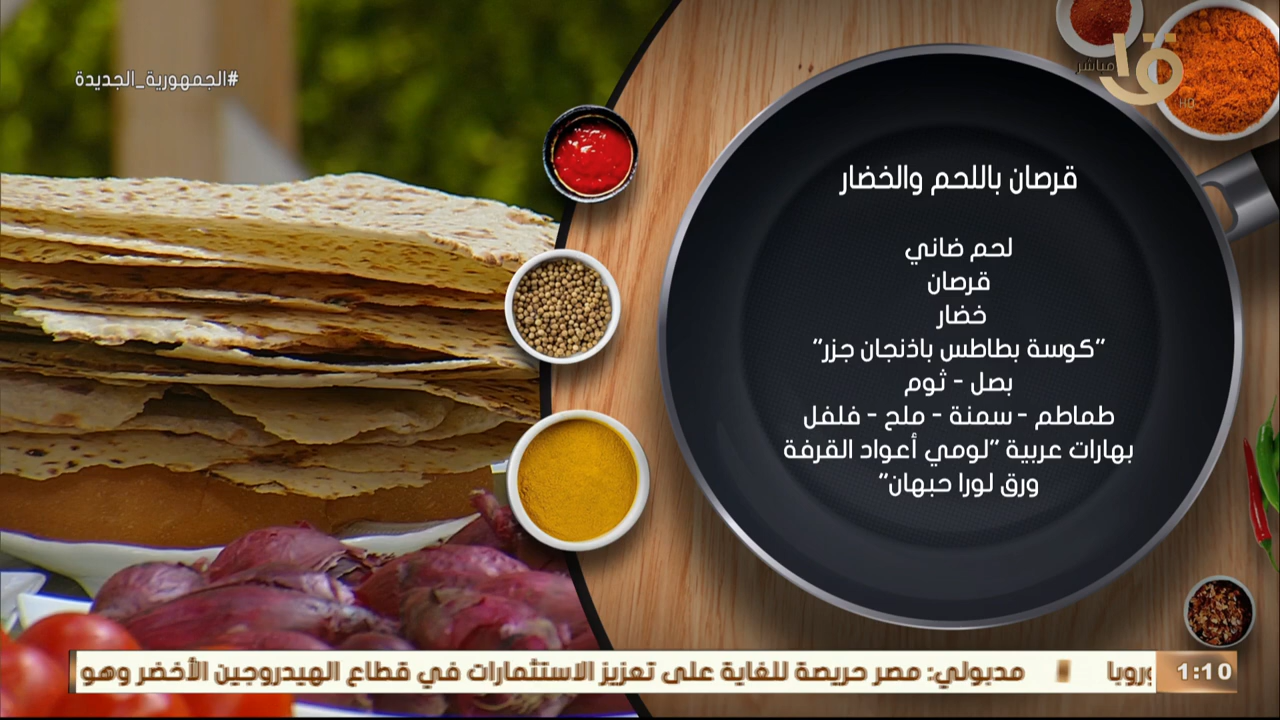 #الجمهورية_الجديدة
مباشر
HD
قرصان باللحم والخضار
لحم ضاني
قرصان
خضار
"كوسة بطاطس باذنجان جزر"
بصل - ثوم
طماطم - سمنة - ملح - فلفل
بهارات عربية "لومي أعواد القرفة
ورق لورا حبهان"
1:10
مدبولي: مصر حريصة للغاية على تعزيز الاستثمارات في قطاع الهيدروجين الأخضر وهو